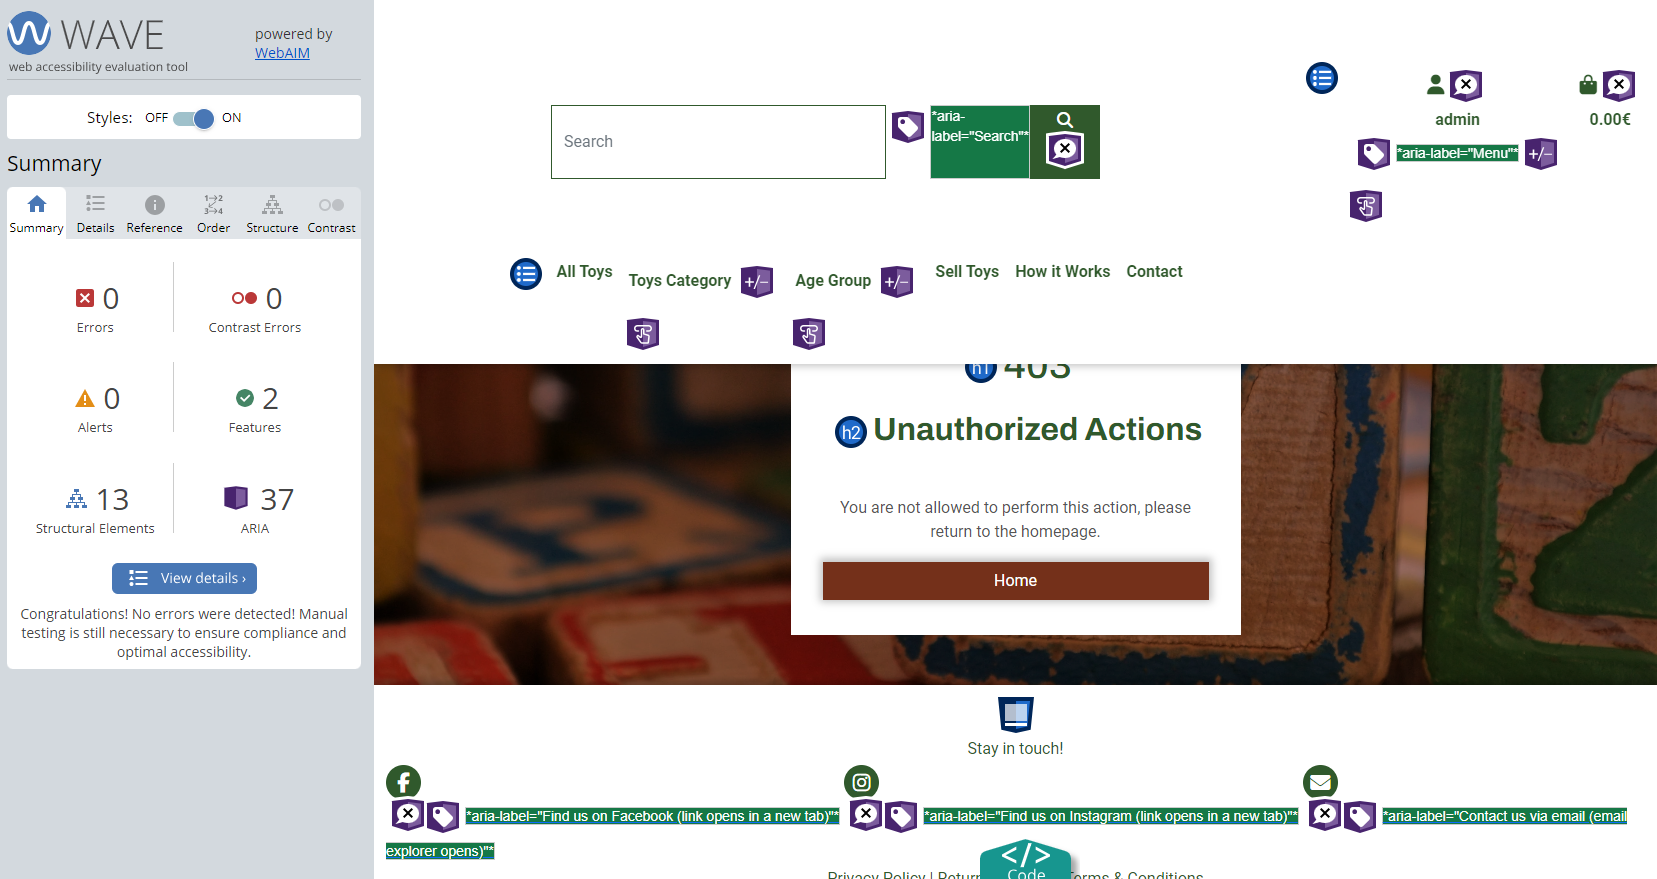 WAVE
powered by
WebAIM
web accessibility evaluation tool
Styles: OFF ON
Summary
Summary Details Reference Order Structure Contrast
0
Errors
0
Contrast Errors
0
Alerts
2
Features
13
Structural Elements
37
ARIA
View details ›
Congratulations! No errors were detected! Manual
testing is still necessary to ensure compliance and
optimal accessibility.
Search
*aria-
label="Search"*
admin
0.00€
*aria-label="Menu"* +/−
All Toys
Toys Category +/−
Age Group +/−
Sell Toys
How it Works
Contact
h1 403
h2 Unauthorized Actions
You are not allowed to perform this action, please
return to the homepage.
Home
Stay in touch!
*aria-label="Find us on Facebook (link opens in a new tab)"*
*aria-label="Find us on Instagram (link opens in a new tab)"*
*aria-label="Contact us via email (email
explorer opens)"*
</> Code
Privacy Policy | Return
Terms & Conditions